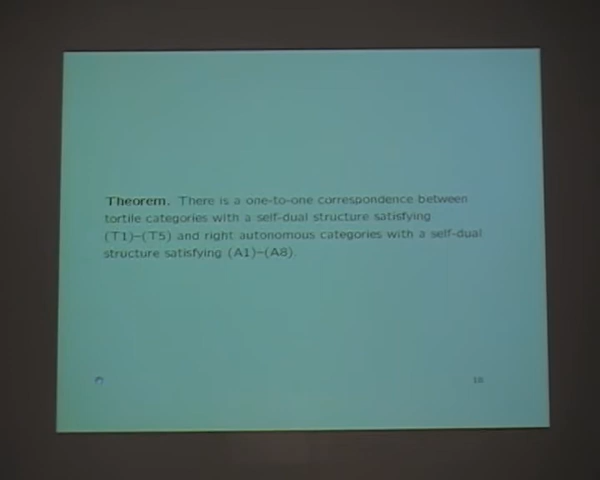 Theorem. There is a one-to-one correspondence between
tortile categories with a self-dual structure satisfying
(T1)–(T5) and right autonomous categories with a self-dual
structure satisfying (A1)–(A8).